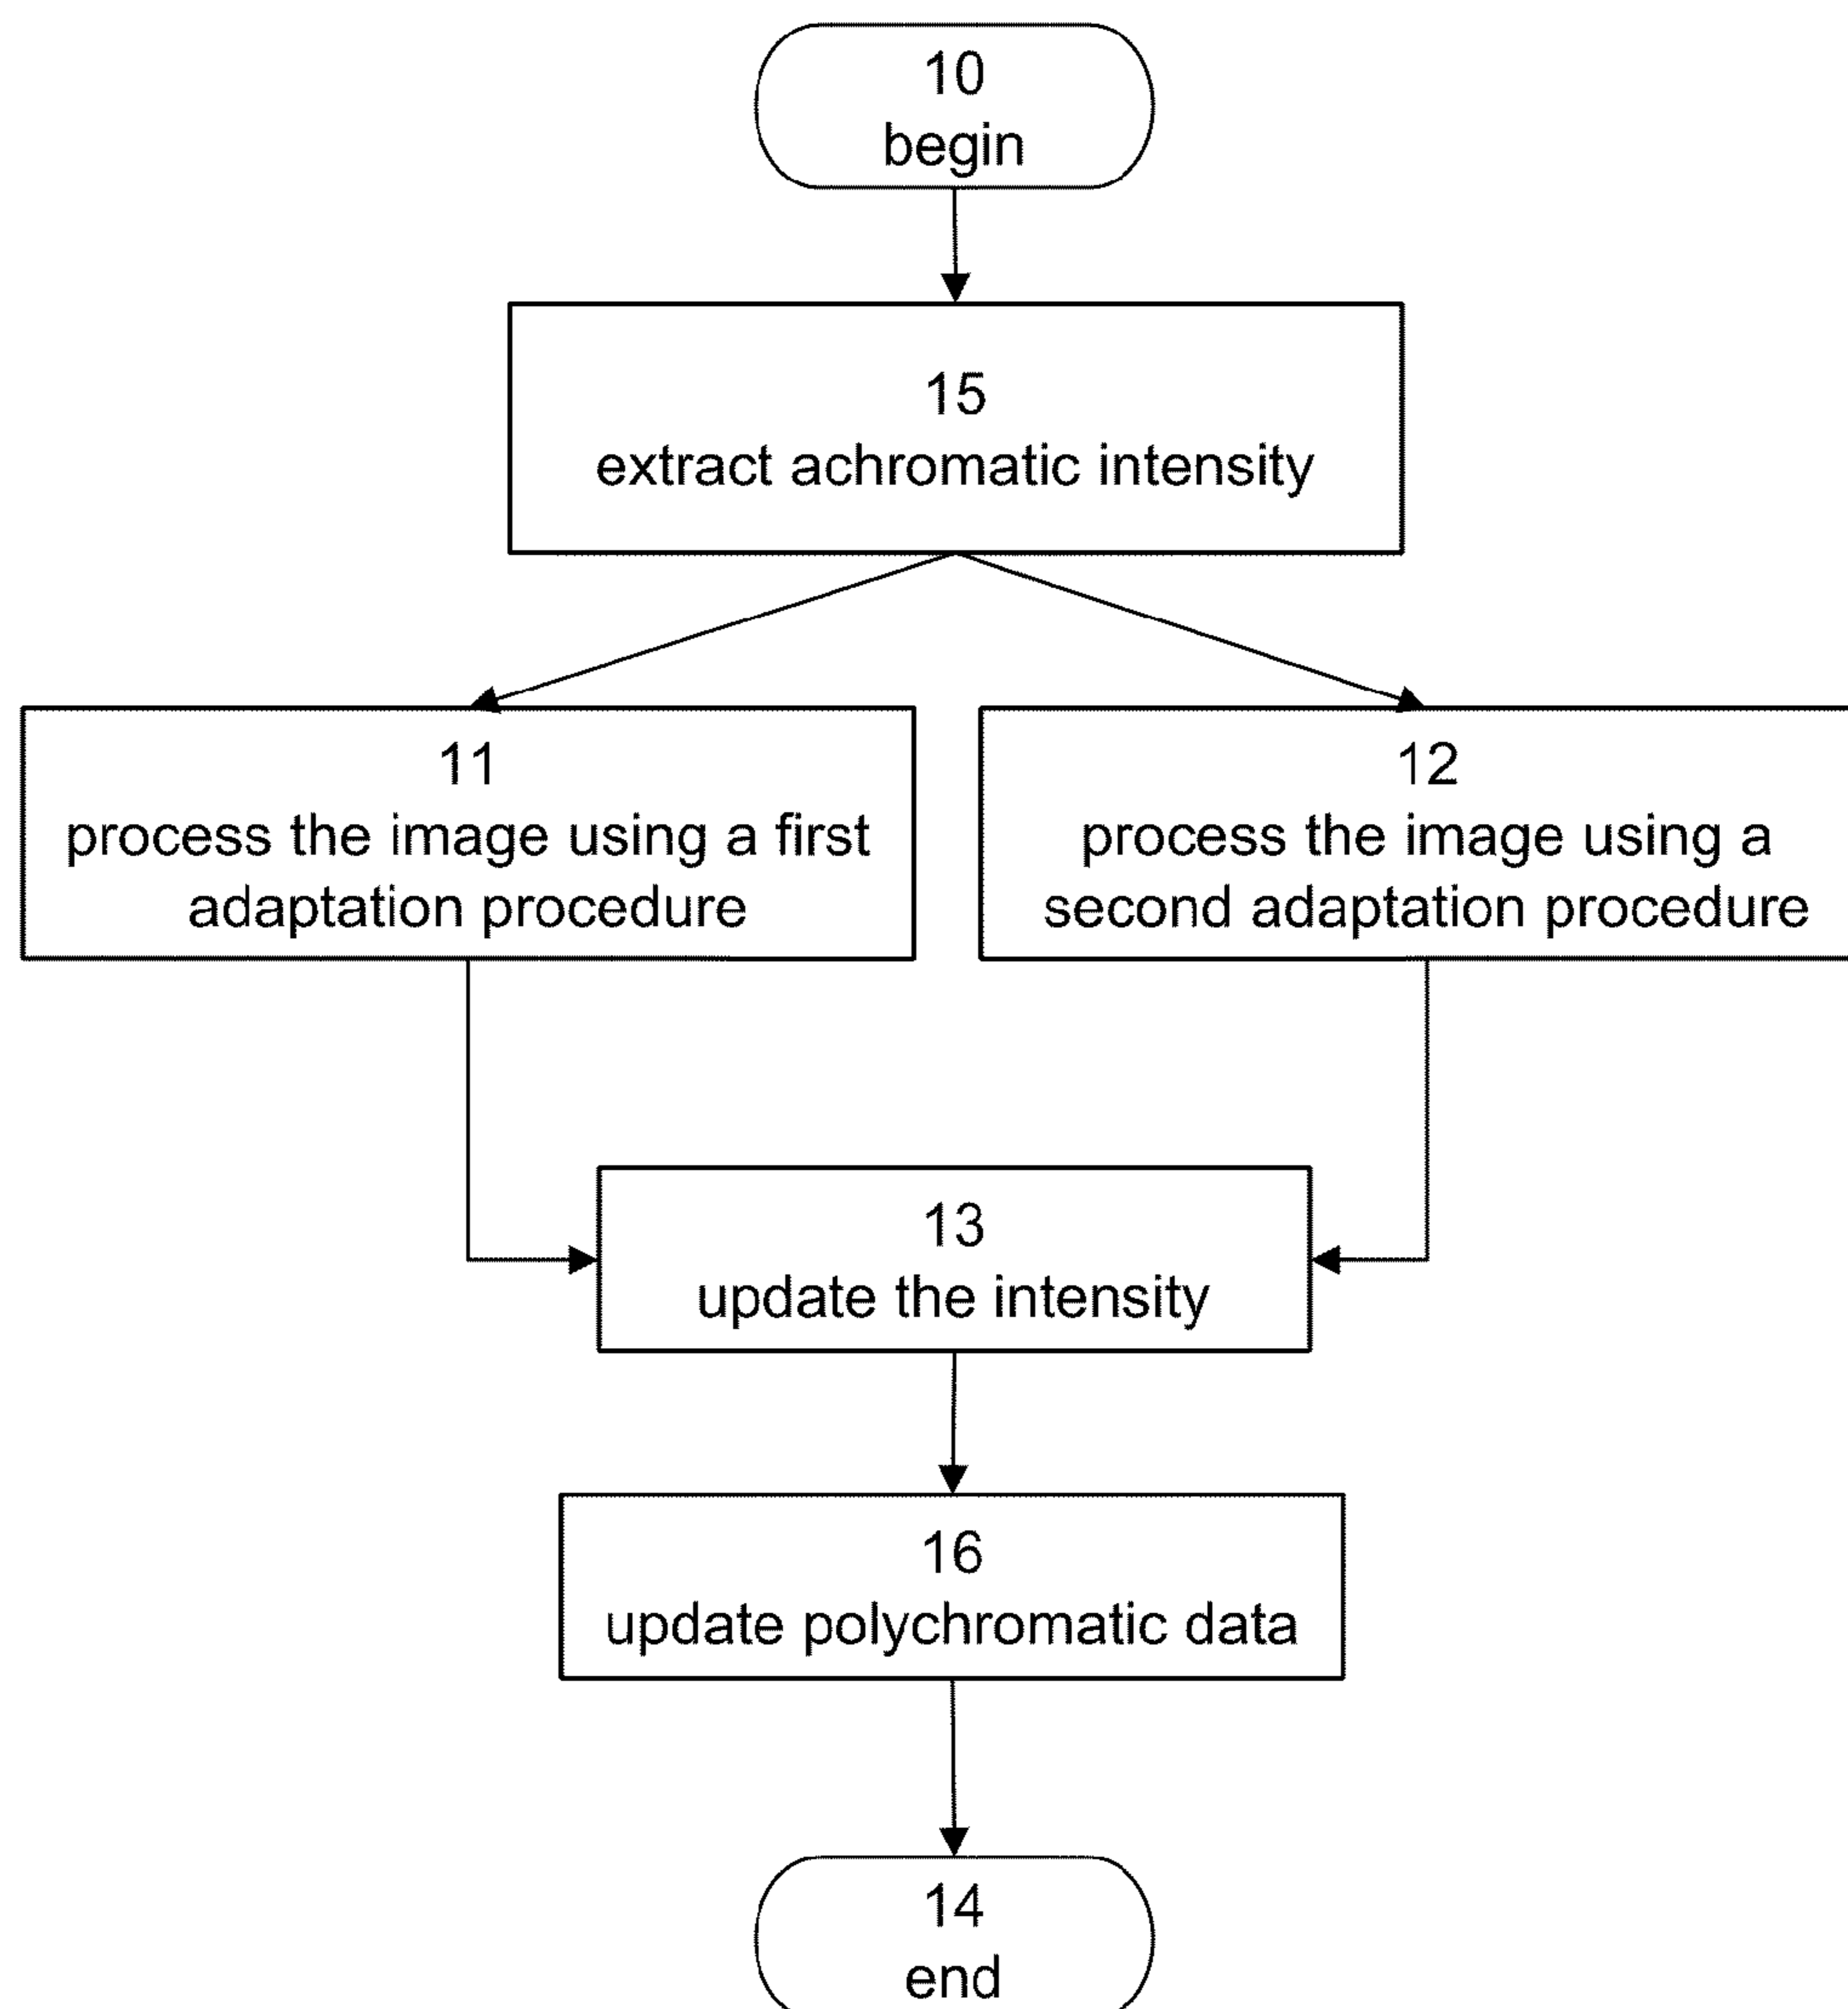 10
begin
15
extract achromatic intensity
11
process the image using a first
adaptation procedure
12
process the image using a
second adaptation procedure
13
update the intensity
16
update polychromatic data
14
end